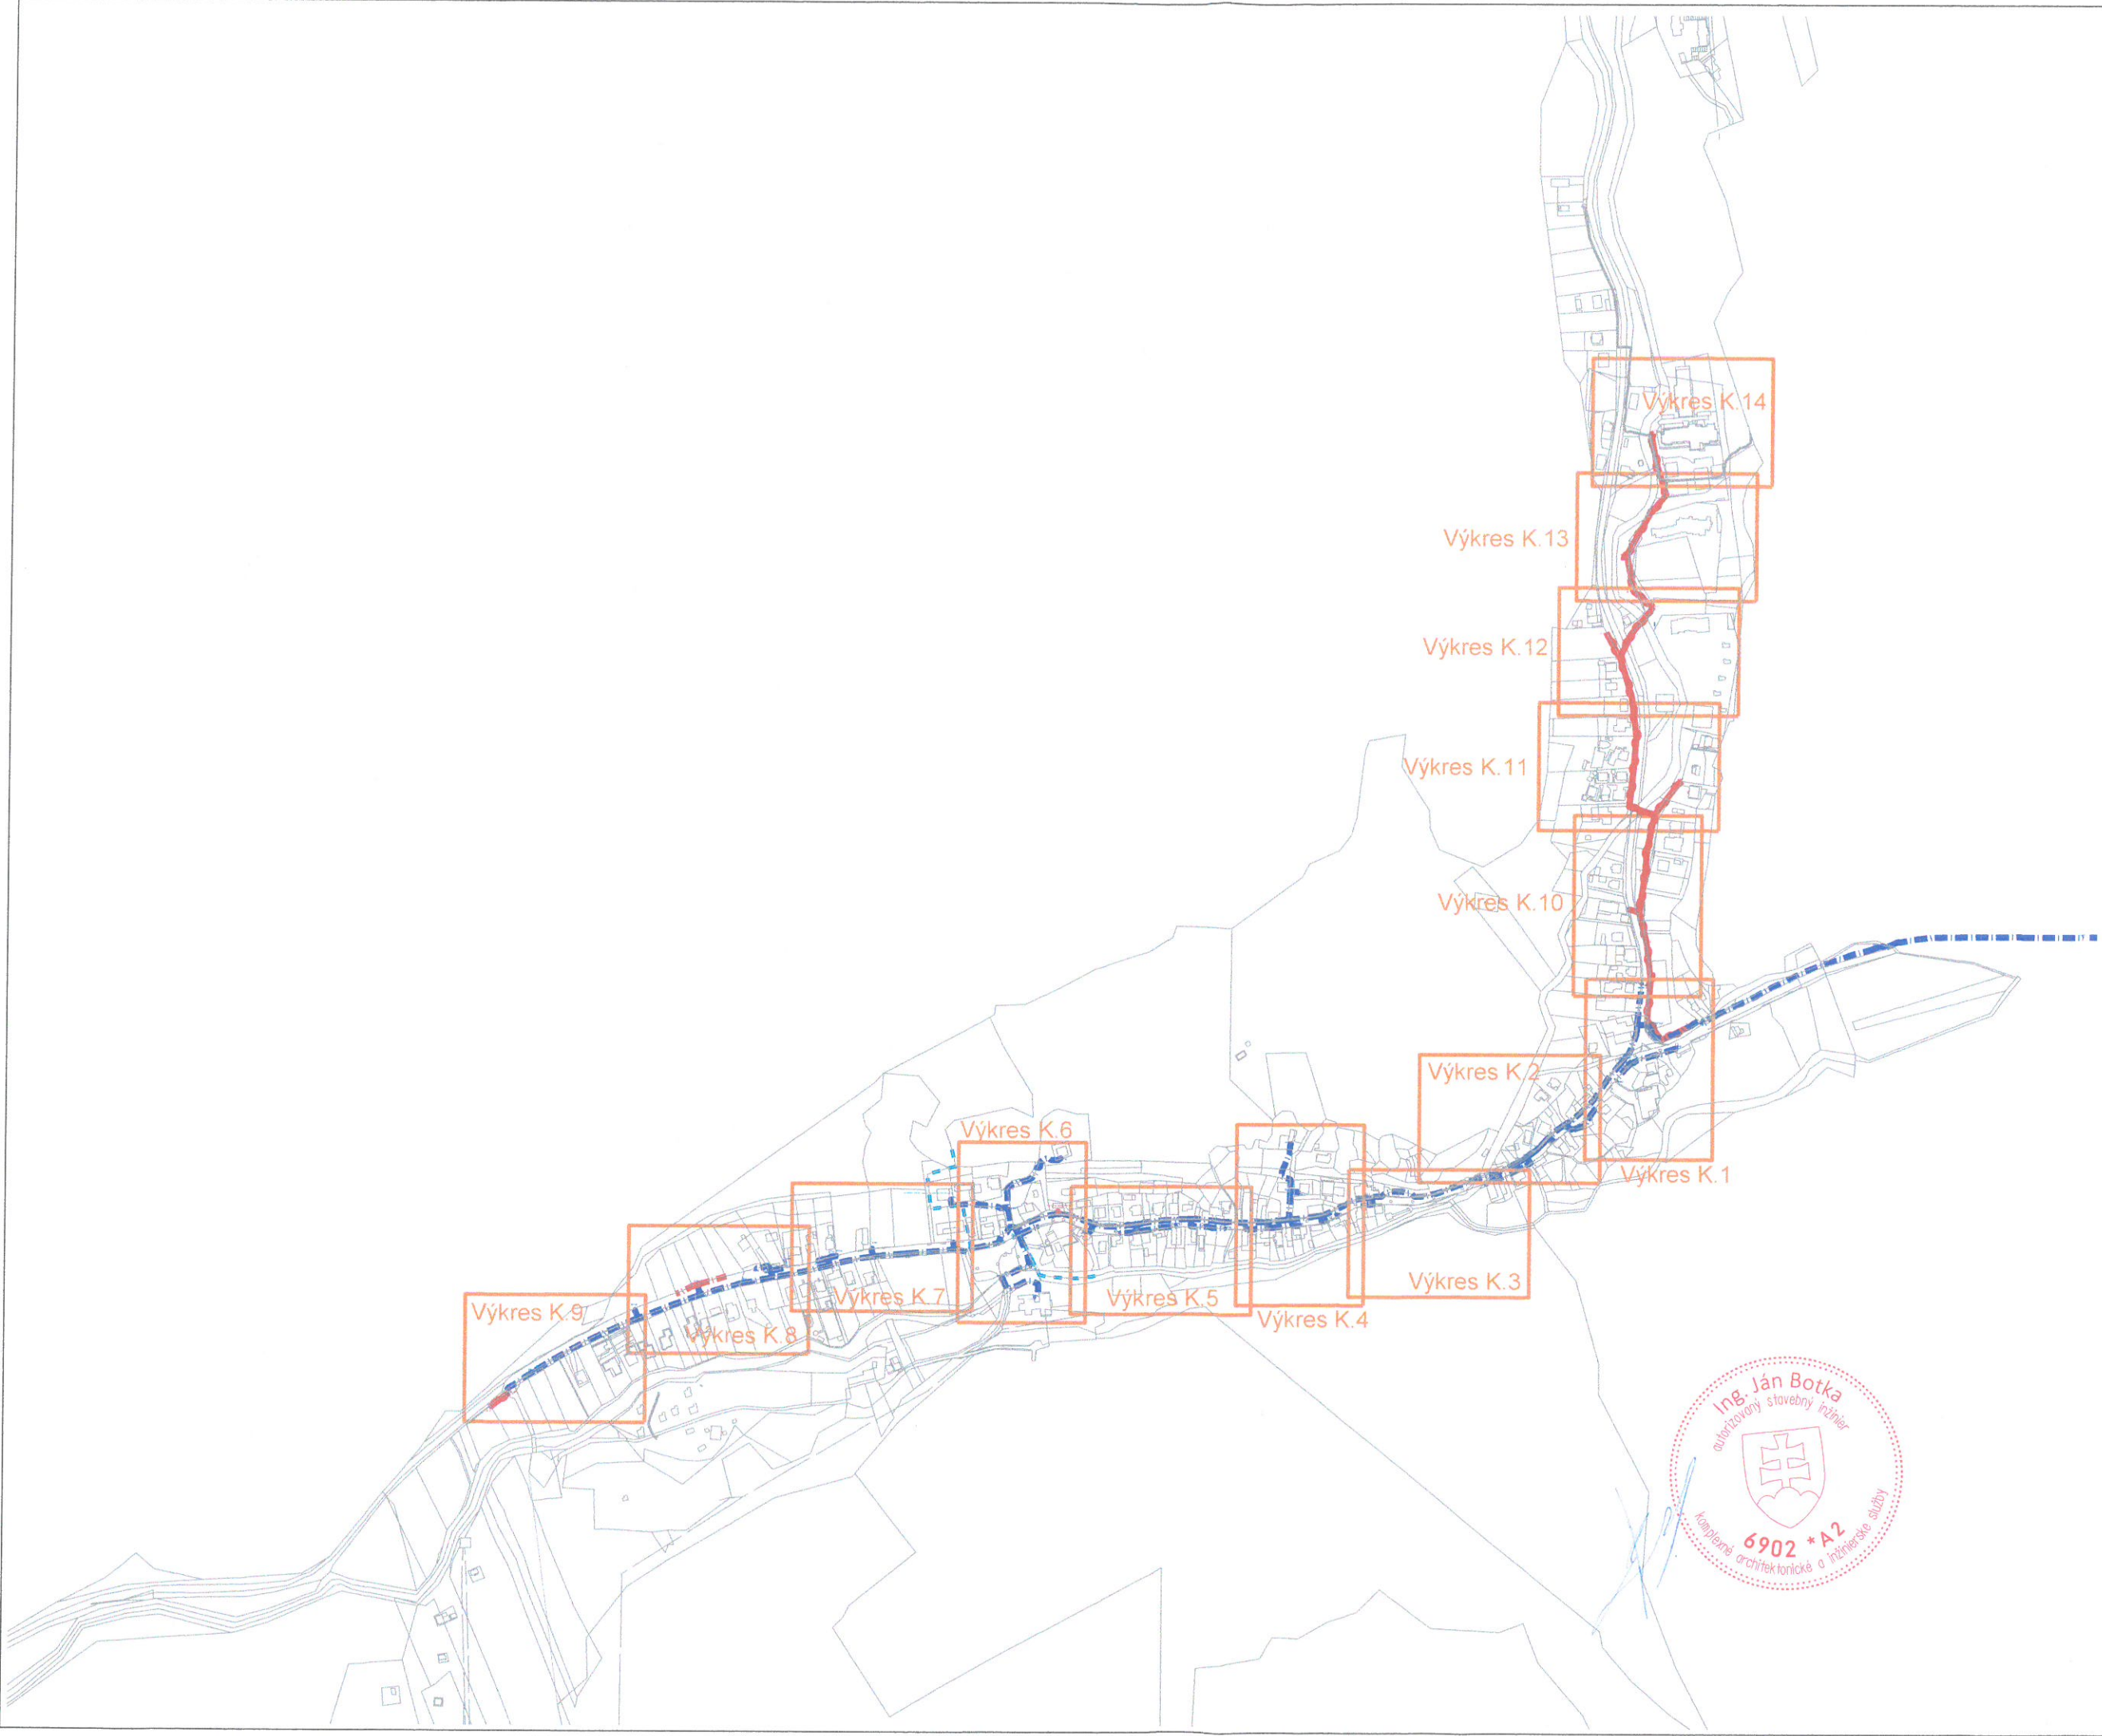 Výkres K.14
Výkres K.13
Výkres K.12
Výkres K.11
Výkres K.10
Výkres K.2
Výkres K.1
Výkres K.6
Výkres K.3
Výkres K.7
Výkres K.5
Výkres K.4
Výkres K.9
Výkres K.8
Ing. Ján Botka
autorizovaný stavebný inžinier
6902 *A2
komplexné architektonické a inžinierske služby